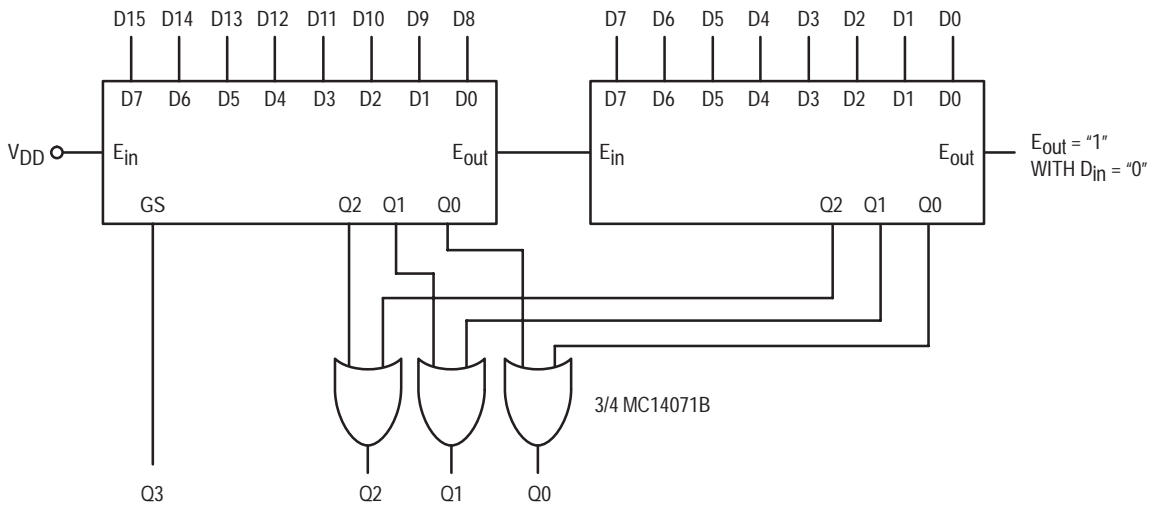 D15 D14 D13 D12 D11 D10 D9 D8 D7 D6 D5 D4 D3 D2 D1 D0
D7 D6 D5 D4 D3 D2 D1 D0 D7 D6 D5 D4 D3 D2 D1 D0
VDD Ein Eout Ein Eout Eout = "1"
WITH Din = "0"
GS Q2 Q1 Q0 Q2 Q1 Q0
3/4 MC14071B
Q3 Q2 Q1 Q0